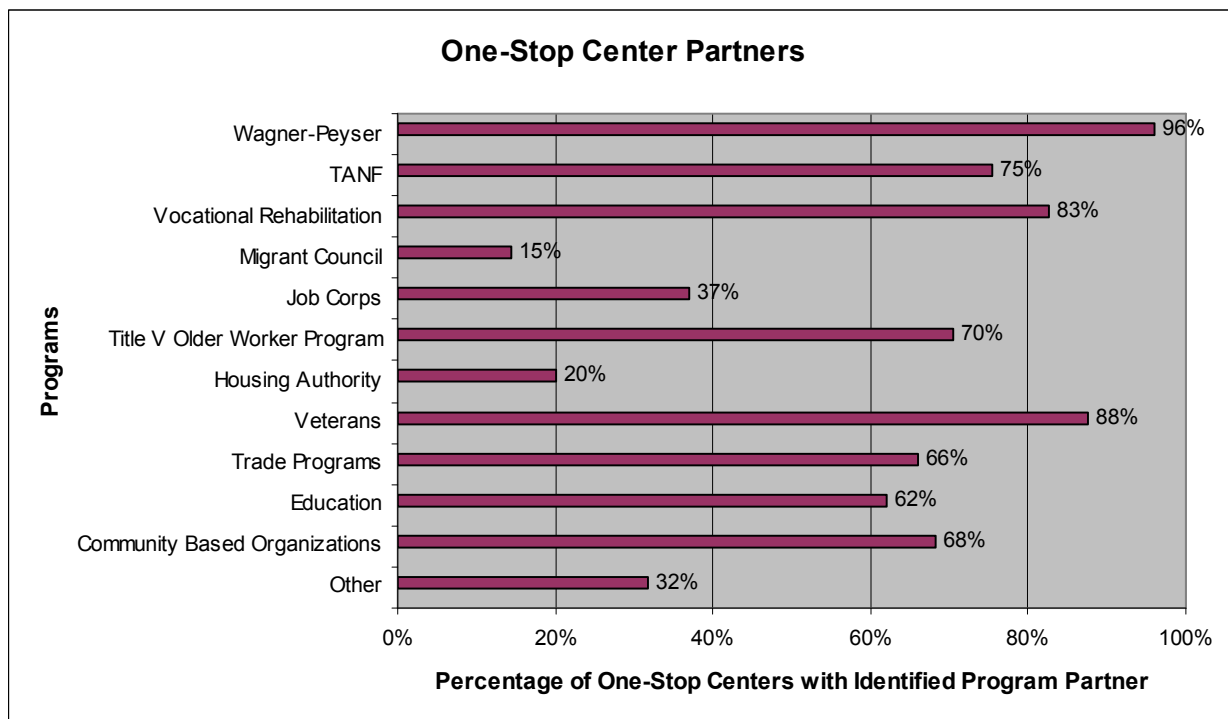 One-Stop Center Partners
Programs
Wagner-Peyser 96%
TANF 75%
Vocational Rehabilitation 83%
Migrant Council 15%
Job Corps 37%
Title V Older Worker Program 70%
Housing Authority 20%
Veterans 88%
Trade Programs 66%
Education 62%
Community Based Organizations 68%
Other 32%
0% 20% 40% 60% 80% 100%
Percentage of One-Stop Centers with Identified Program Partner